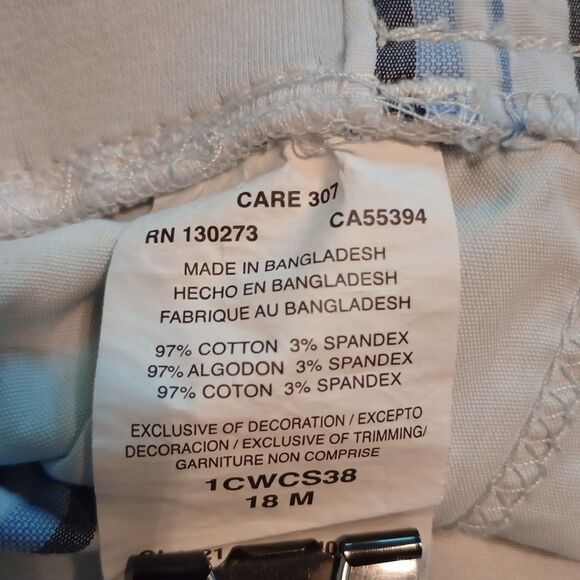 CARE 307
RN 130273 CA55394
MADE IN BANGLADESH
HECHO EN BANGLADESH
FABRIQUE AU BANGLADESH
97% COTTON 3% SPANDEX
97% ALGODON 3% SPANDEX
97% COTON 3% SPANDEX
EXCLUSIVE OF DECORATION / EXCEPTO
DECORACION / EXCLUSIVE OF TRIMMING/
GARNITURE NON COMPRISE
1CWCS38
18 M